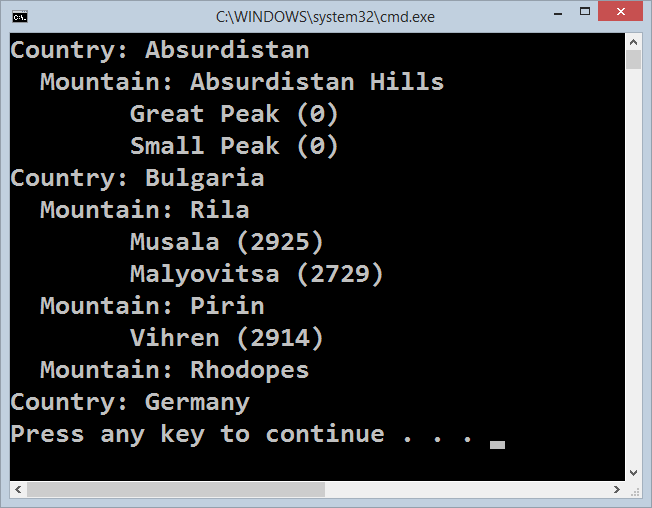 C:\WINDOWS\system32\cmd.exe
Country: Absurdistan
Mountain: Absurdistan Hills
Great Peak (0)
Small Peak (0)
Country: Bulgaria
Mountain: Rila
Musala (2925)
Malyovitsa (2729)
Mountain: Pirin
Vihren (2914)
Mountain: Rhodopes
Country: Germany
Press any key to continue . . .